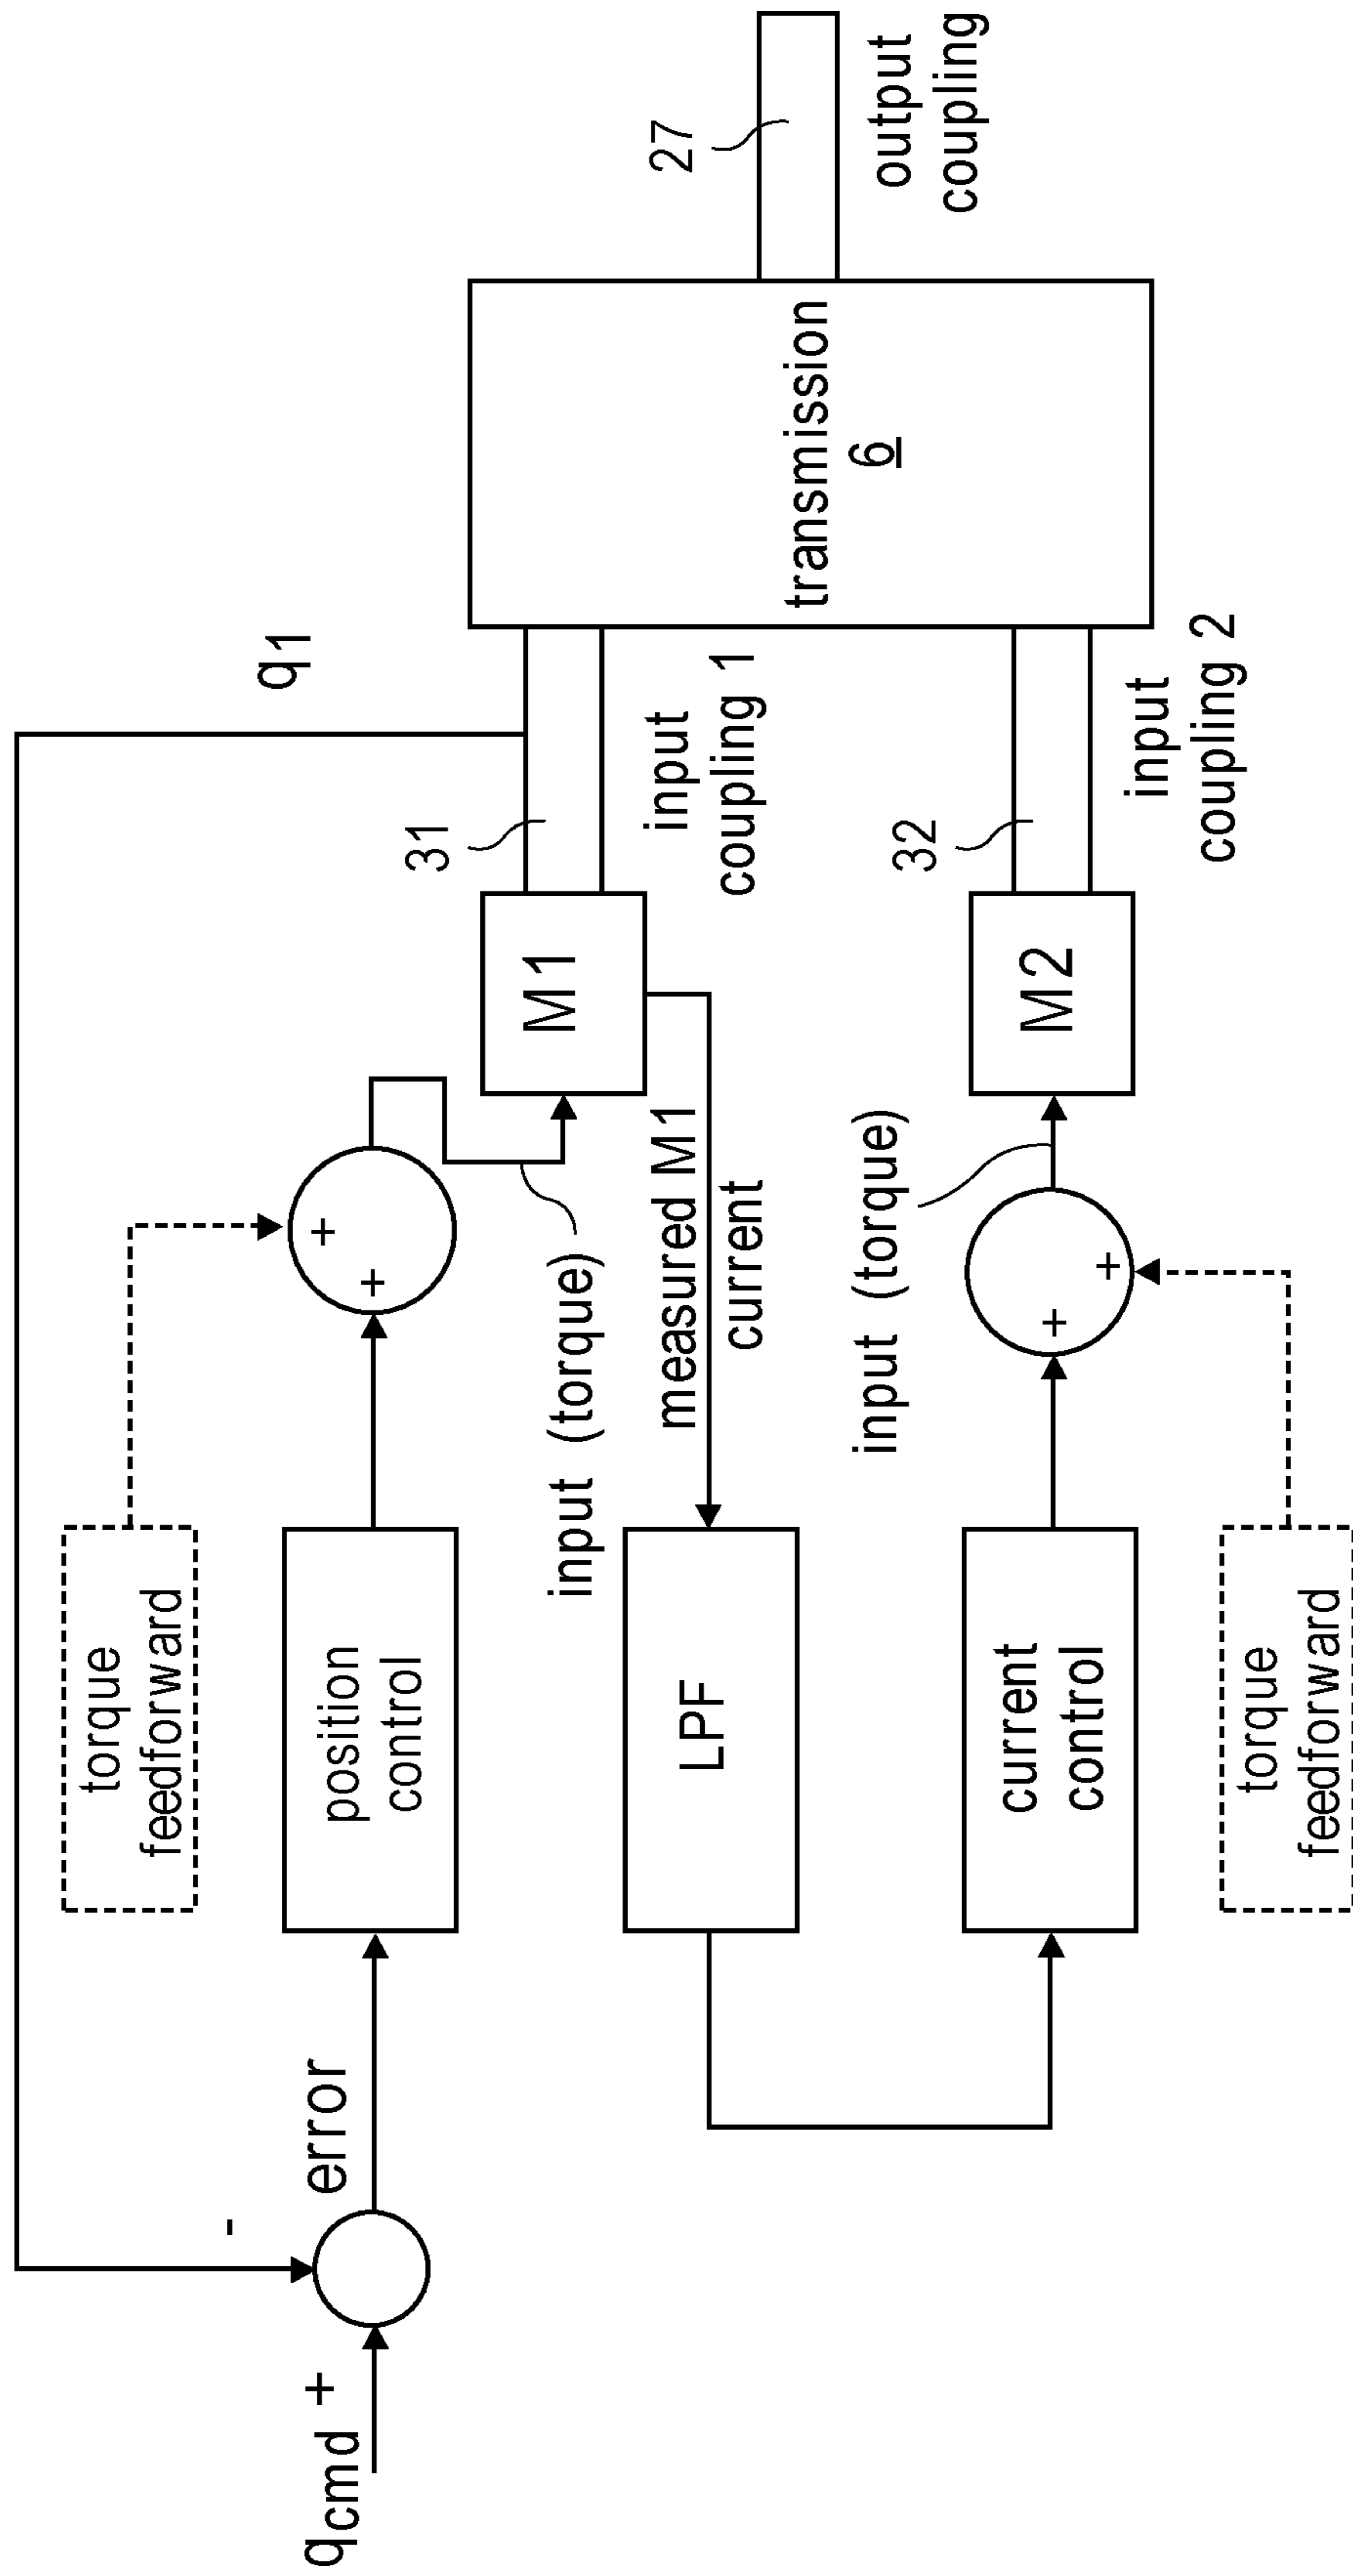 torque
feedforward
q1
-
qcmd +
error
position
control
+
+
input (torque)
M1
31
input
coupling 1
measured M1
current
LPF
transmission
6
27
output
coupling
current
control
+
+
input (torque)
M2
32
input
coupling 2
torque
feedforward